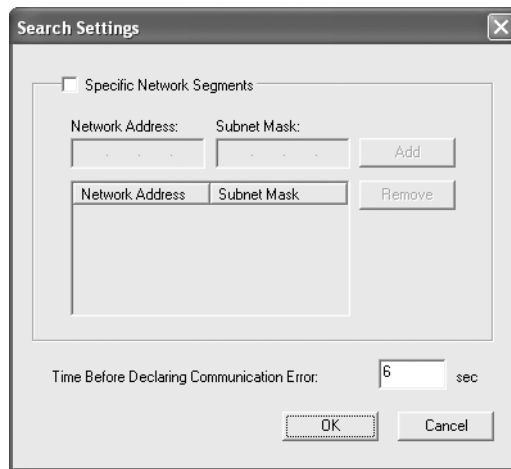 Search Settings
Specific Network Segments
Network Address: Subnet Mask:
. . . . . . Add
Network Address Subnet Mask Remove
Time Before Declaring Communication Error: 6 sec
OK Cancel